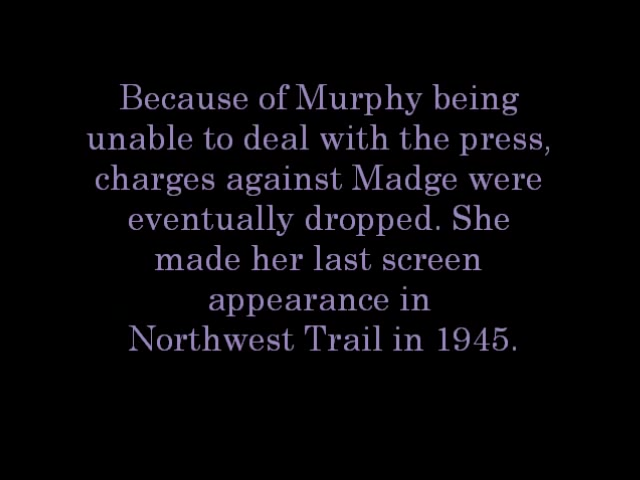 Because of Murphy being
unable to deal with the press,
charges against Madge were
eventually dropped. She
made her last screen
appearance in
Northwest Trail in 1945.